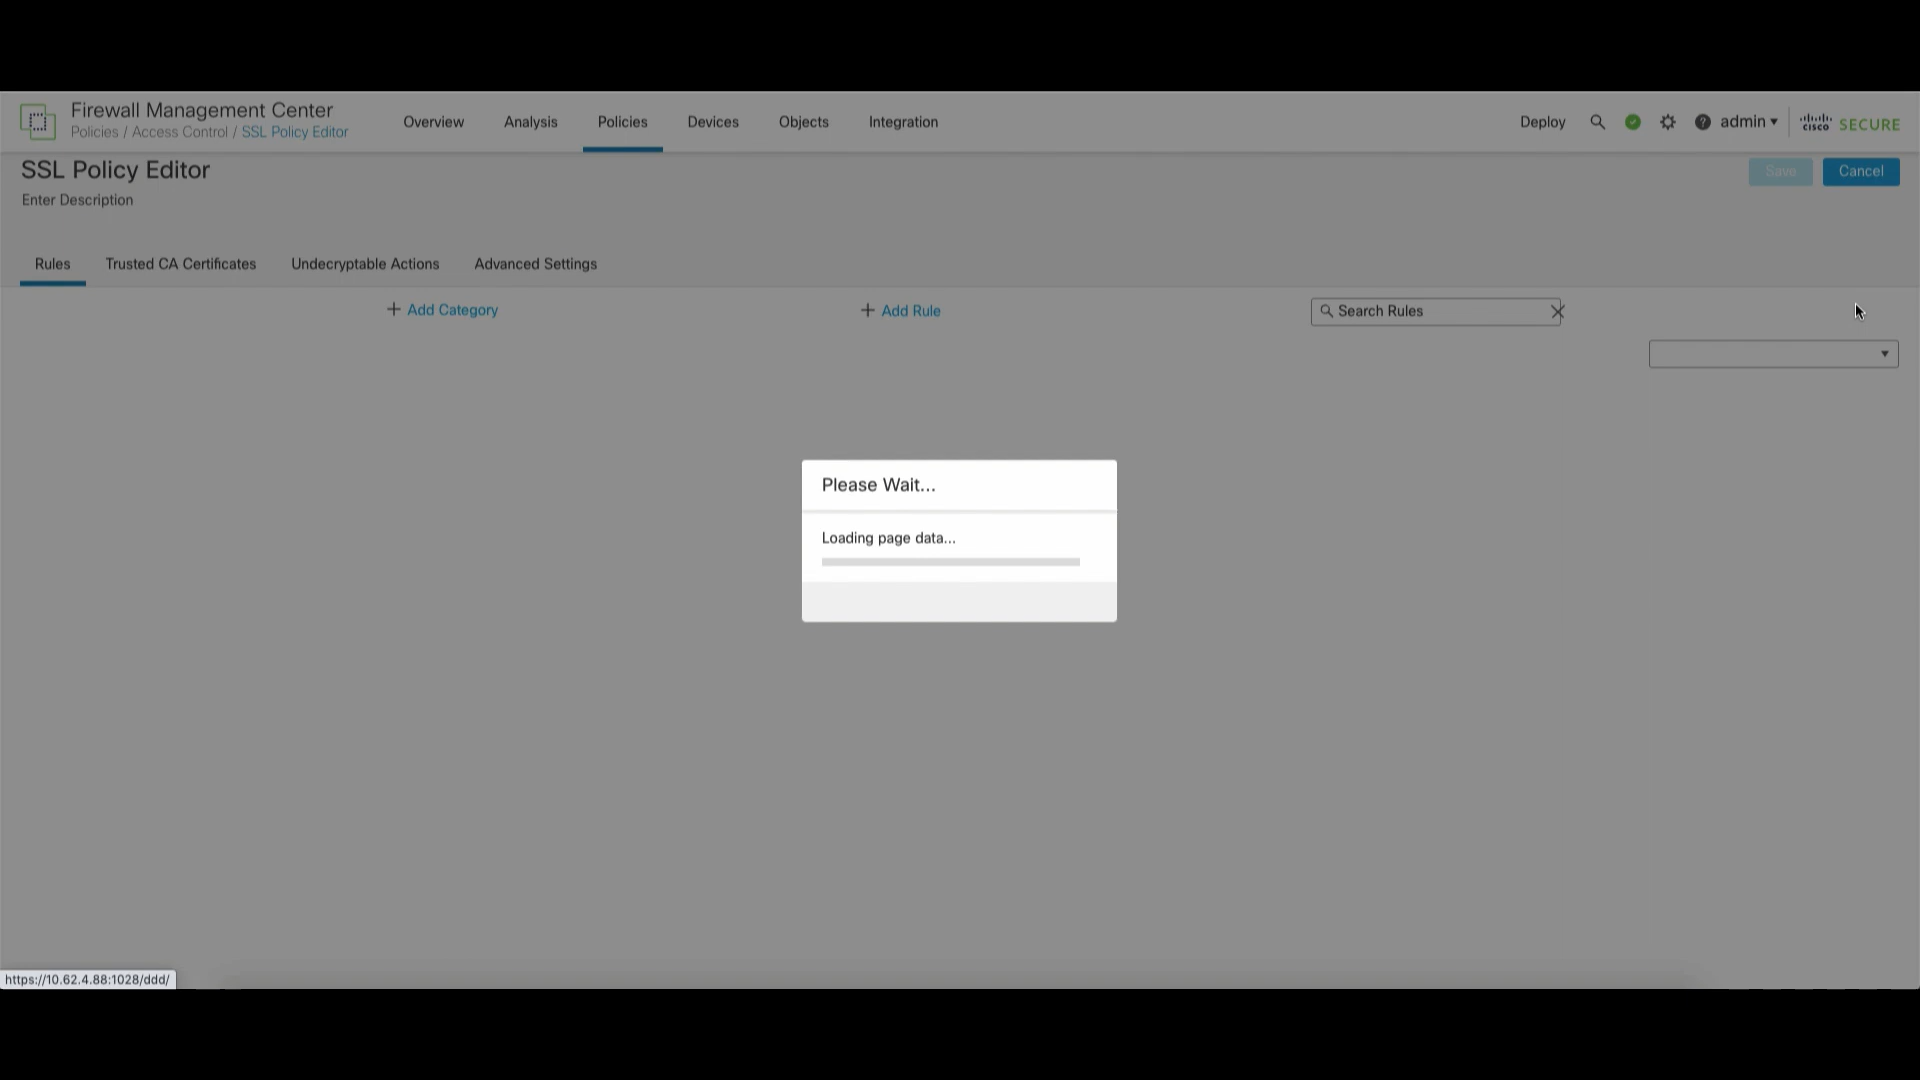 Firewall Management Center
Policies / Access Control / SSL Policy Editor
Overview Analysis Policies Devices Objects Integration
Deploy admin
cisco SECURE
SSL Policy Editor
Save Cancel
Enter Description
Rules Trusted CA Certificates Undecryptable Actions Advanced Settings
+ Add Category + Add Rule Search Rules
Please Wait...
Loading page data...
https://10.62.4.88:1028/ddd/